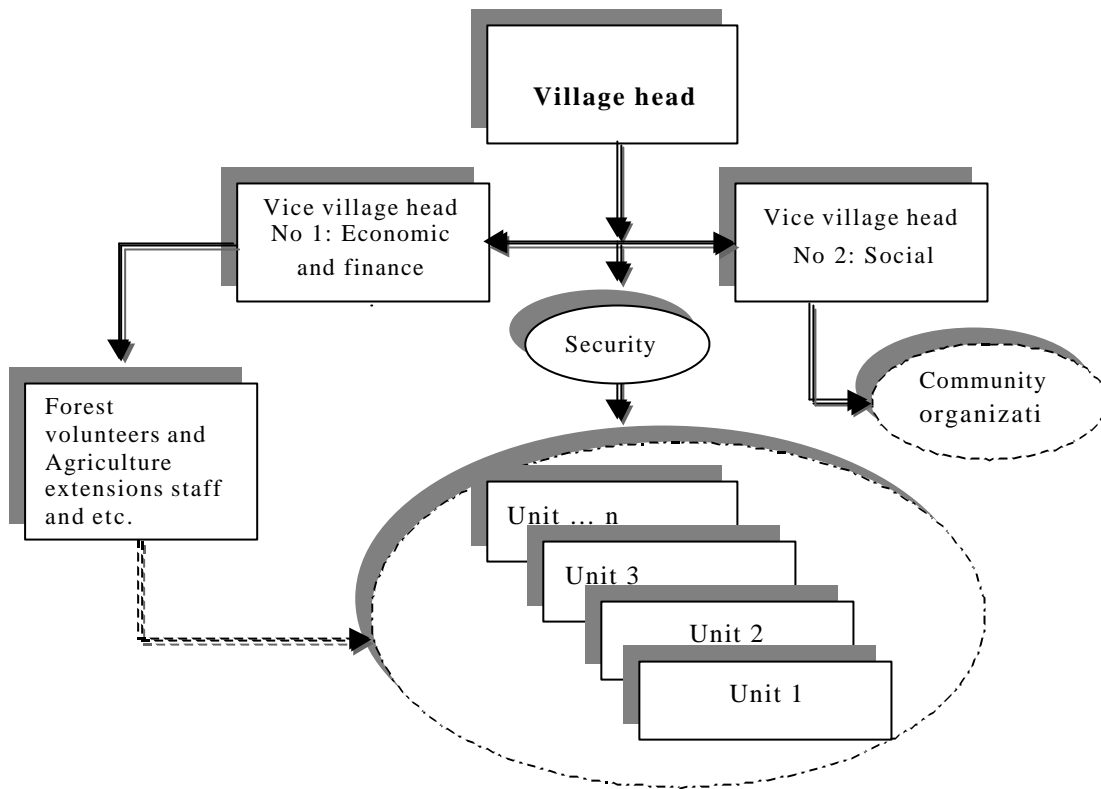 Village head
Vice village head
No 1: Economic
and finance
Vice village head
No 2: Social
Security
Community
organizati
Forest
volunteers and
Agriculture
extensions staff
and etc.
Unit ... n
Unit 3
Unit 2
Unit 1